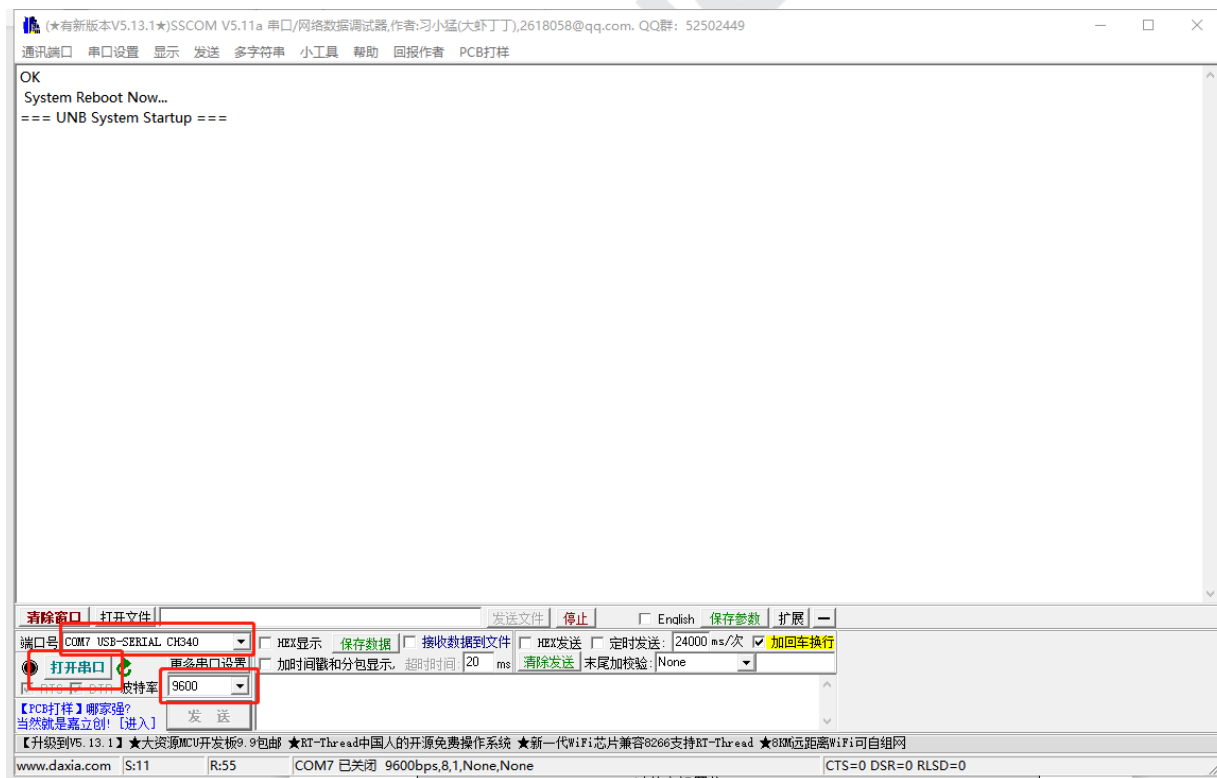 (★有新版本V5.13.1★)SSCOM V5.11a 串口/网络数据调试器,作者:习小猛(大虾丁丁),2618058@qq.com. QQ群: 52502449
通讯端口 串口设置 显示 发送 多字符串 小工具 帮助 回报作者 PCB打样
OK
System Reboot Now...
=== UNB System Startup ===
清除窗口 打开文件 发送文件 停止 English 保存参数 扩展 —
端口号 COM7 USB-SERIAL CH340 HEX显示 保存数据 接收数据到文件 HEX发送 定时发送: 24000 ms/次 加回车换行
打开串口 更多串口设置 加时间戳和分包显示, 超时时间: 20 ms 清除发送 末尾加校验: None
RTS DTR 波特率 9600
【PCB打样】哪家强?
当然就是嘉立创! [进入] 发 送
【升级到V5.13.1】★大资源MCU开发板9.9包邮 ★RT-Thread中国人的开源免费操作系统 ★新一代WiFi芯片兼容8266支持RT-Thread ★8KM远距离WiFi可自组网
www.daxia.com S:11 R:55 COM7 已关闭 9600bps,8,1,None,None CTS=0 DSR=0 RLSD=0